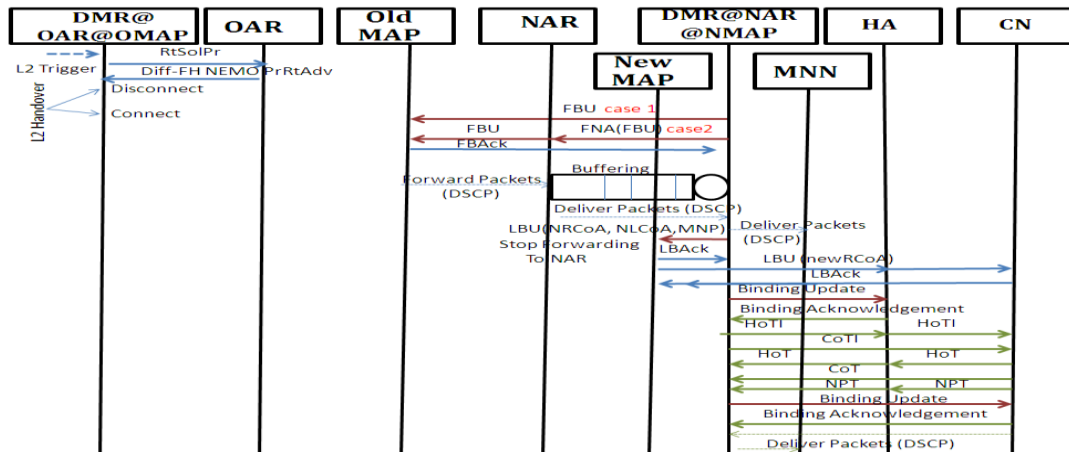 DMR@
OAR@OMAP
OAR
Old
MAP
NAR
DMR@NAR
@NMAP
HA
CN
New
MAP
MNN
RtSolPr
L2 Trigger
Diff-FH NEMO PrRtAdv
Disconnect
L2 Handover
Connect
FBU case 1
FBU
FNA(FBU) case2
FBAck
Buffering
Forward Packets
(DSCP)
Deliver Packets (DSCP)
LBU(NRCoA, NLCoA,MNP)
Deliver Packets
(DSCP)
Stop Forwarding
To NAR
LBAck
LBU (newRCoA)
LBAck
Binding Update
Binding Acknowledgement
HoTI
HoTI
CoTI
HoT
HoT
CoT
NPT
NPT
Binding Update
Binding Acknowledgement
Deliver Packets (DSCP)